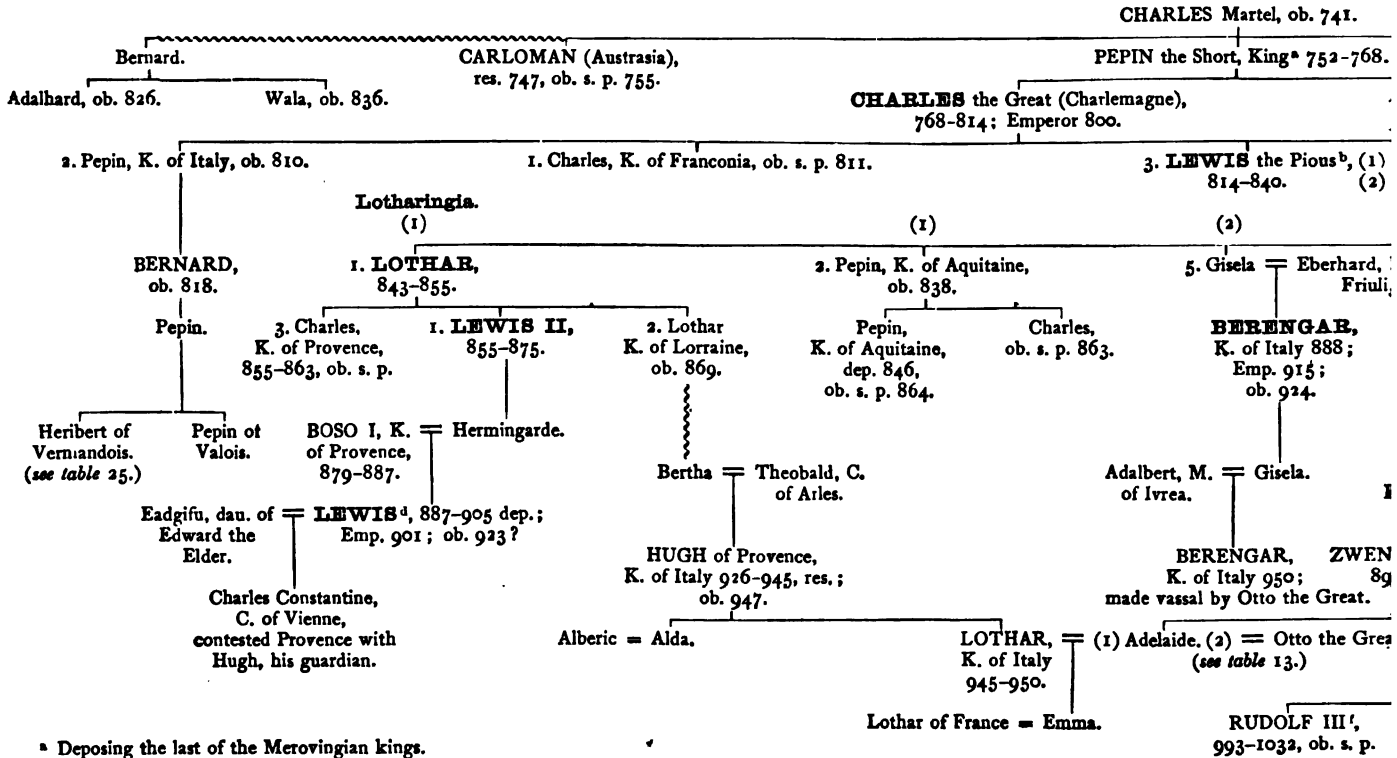 CHARLES Martel, ob. 741.
Bernard.
CARLOMAN (Austrasia),
res. 747, ob. s. p. 755.
PEPIN the Short, Kingᵃ 752-768.
Adalhard, ob. 826.
Wala, ob. 836.
CHARLES the Great (Charlemagne),
768-814; Emperor 800.
2. Pepin, K. of Italy, ob. 810.
1. Charles, K. of Franconia, ob. s. p. 811.
3. LEWIS the Piousᵇ, (1)
814-840. (2)
Lotharingia.
(1)
(1)
(2)
BERNARD,
ob. 818.
1. LOTHAR,
843-855.
2. Pepin, K. of Aquitaine,
ob. 838.
5. Gisela = Eberhard,
Friuli,
Pepin.
3. Charles,
K. of Provence,
855-863, ob. s. p.
1. LEWIS II,
855-875.
2. Lothar
K. of Lorraine,
ob. 869.
Pepin,
K. of Aquitaine,
dep. 846,
ob. s. p. 864.
Charles,
ob. s. p. 863.
BERENGAR,
K. of Italy 888;
Emp. 915;
ob. 924.
Heribert of
Vermandois.
(see table 25.)
Pepin of
Valois.
BOSO I, K.
of Provence,
879-887.
= Hermingarde.
Bertha = Theobald, C.
of Arles.
Adalbert, M. = Gisela.
of Ivrea.
Eadgifu, dau. of
Edward the
Elder.
= LEWISᵈ, 887-905 dep.;
Emp. 901; ob. 923?
HUGH of Provence,
K. of Italy 926-945, res.;
ob. 947.
BERENGAR,
K. of Italy 950;
made vassal by Otto the Great.
ZWEN
89
Charles Constantine,
C. of Vienne,
contested Provence with
Hugh, his guardian.
Alberic = Alda.
LOTHAR,
K. of Italy
945-950.
= (1) Adelaide. (2) = Otto the Grea
(see table 13.)
Lothar of France = Emma.
RUDOLF IIIᶠ,
993-1032, ob. s. p.
ᵃ Deposing the last of the Merovingian kings.